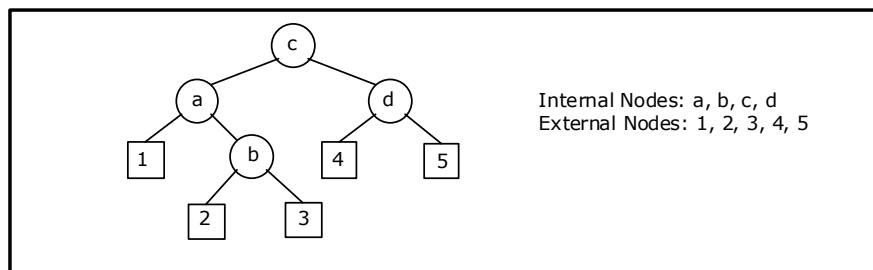 c
a d
Internal Nodes: a, b, c, d
External Nodes: 1, 2, 3, 4, 5
1 b 4 5
2 3